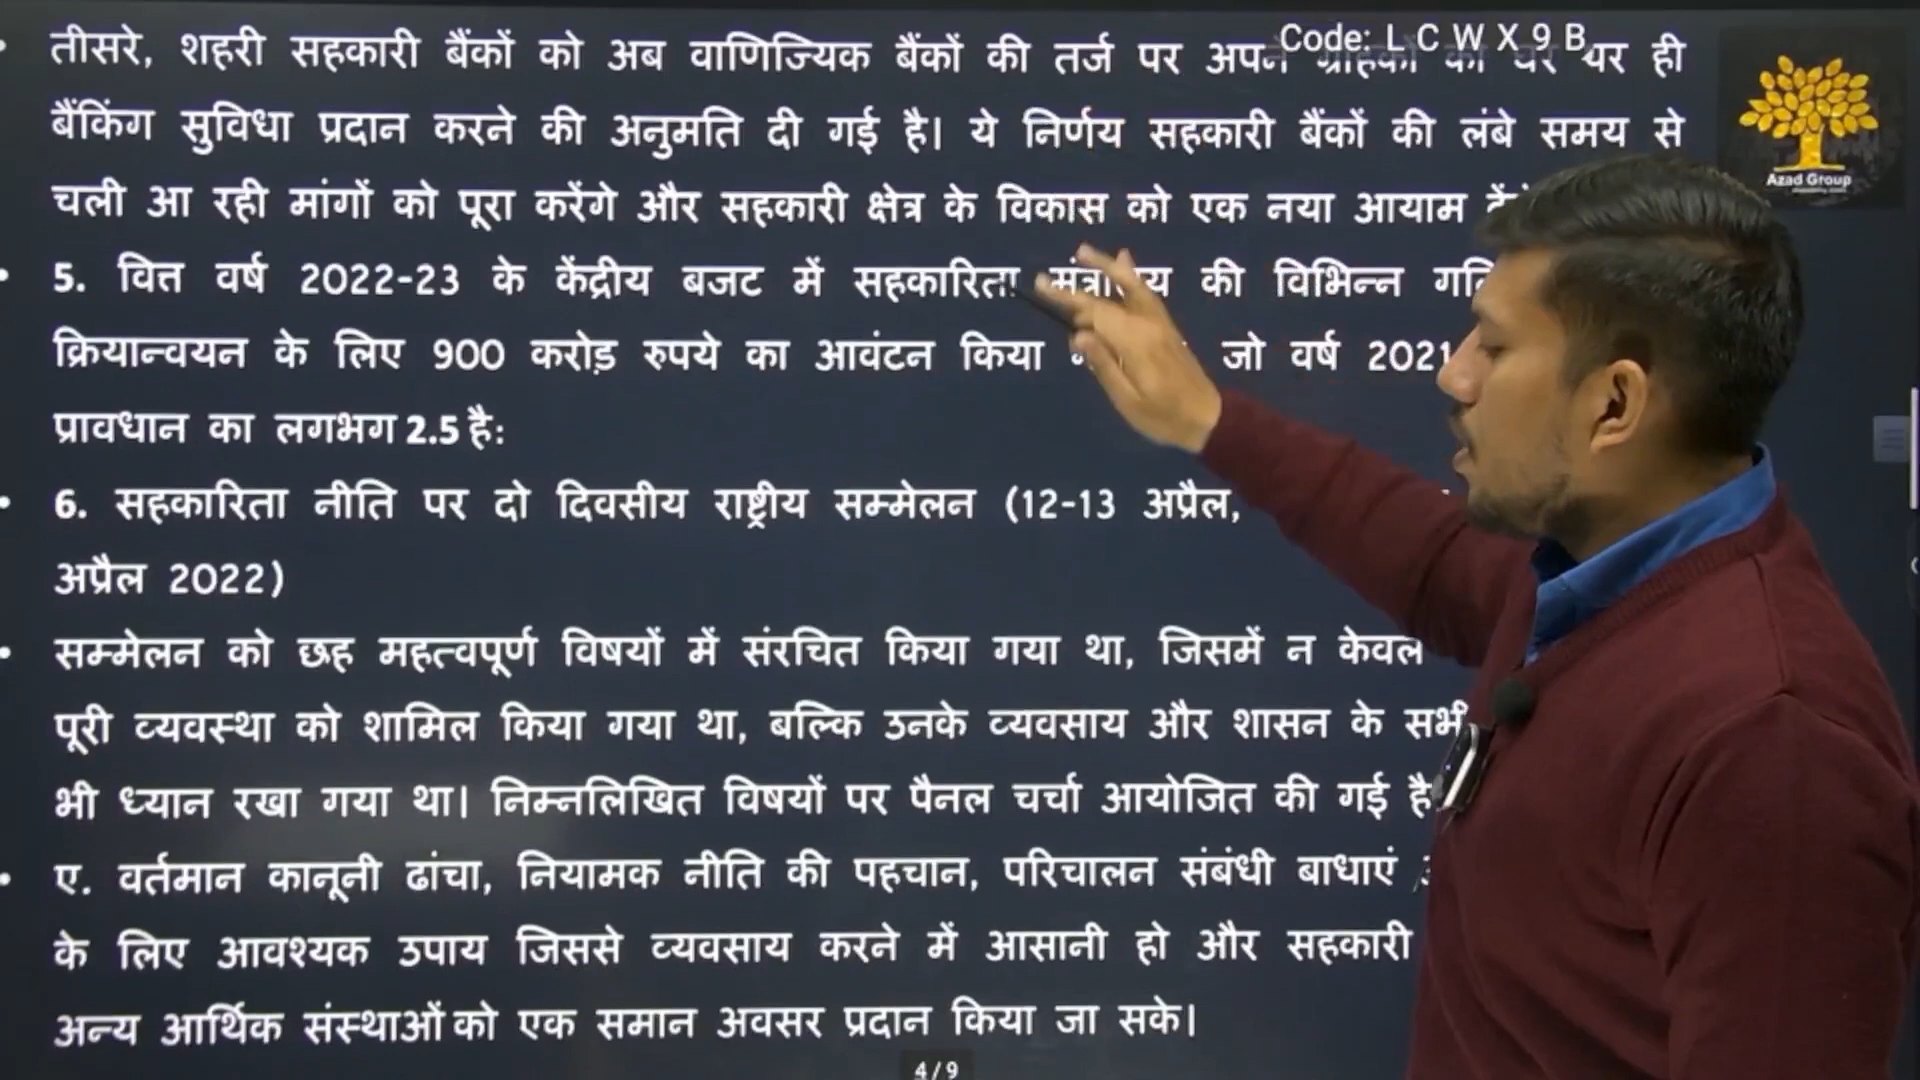 Code: L C W X 9 B
तीसरे, शहरी सहकारी बैंकों को अब वाणिज्यिक बैंकों की तर्ज पर अपने ग्राहकों को घर पर ही
बैंकिंग सुविधा प्रदान करने की अनुमति दी गई है। ये निर्णय सहकारी बैंकों की लंबे समय से
चली आ रही मांगों को पूरा करेंगे और सहकारी क्षेत्र के विकास को एक नया आयाम
Azad Group
5. वित्त वर्ष 2022-23 के केंद्रीय बजट में सहकारिता मंत्रालय की विभिन्न
क्रियान्वयन के लिए 900 करोड़ रुपये का आवंटन किया जो वर्ष 2021
प्रावधान का लगभग 2.5 है:
6. सहकारिता नीति पर दो दिवसीय राष्ट्रीय सम्मेलन (12-13 अप्रैल,
अप्रैल 2022)
सम्मेलन को छह महत्वपूर्ण विषयों में संरचित किया गया था, जिसमें न केवल
पूरी व्यवस्था को शामिल किया गया था, बल्कि उनके व्यवसाय और शासन के सभी
भी ध्यान रखा गया था। निम्नलिखित विषयों पर पैनल चर्चा आयोजित की गई है
ए. वर्तमान कानूनी ढांचा, नियामक नीति की पहचान, परिचालन संबंधी बाधाएं
के लिए आवश्यक उपाय जिससे व्यवसाय करने में आसानी हो और सहकारी
अन्य आर्थिक संस्थाओं को एक समान अवसर प्रदान किया जा सके।
4/9